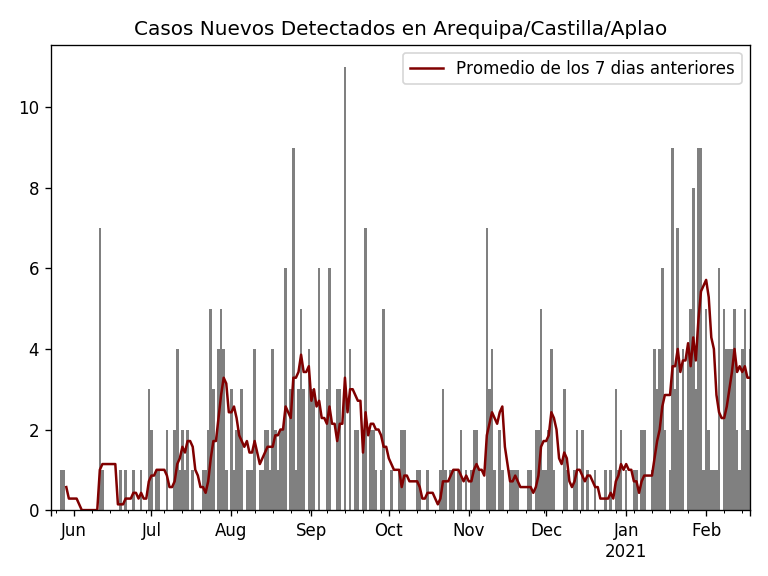 Casos Nuevos Detectados en Arequipa/Castilla/Aplao
Promedio de los 7 dias anteriores
10
8
6
4
2
0
Jun Jul Aug Sep Oct Nov Dec Jan Feb
2021